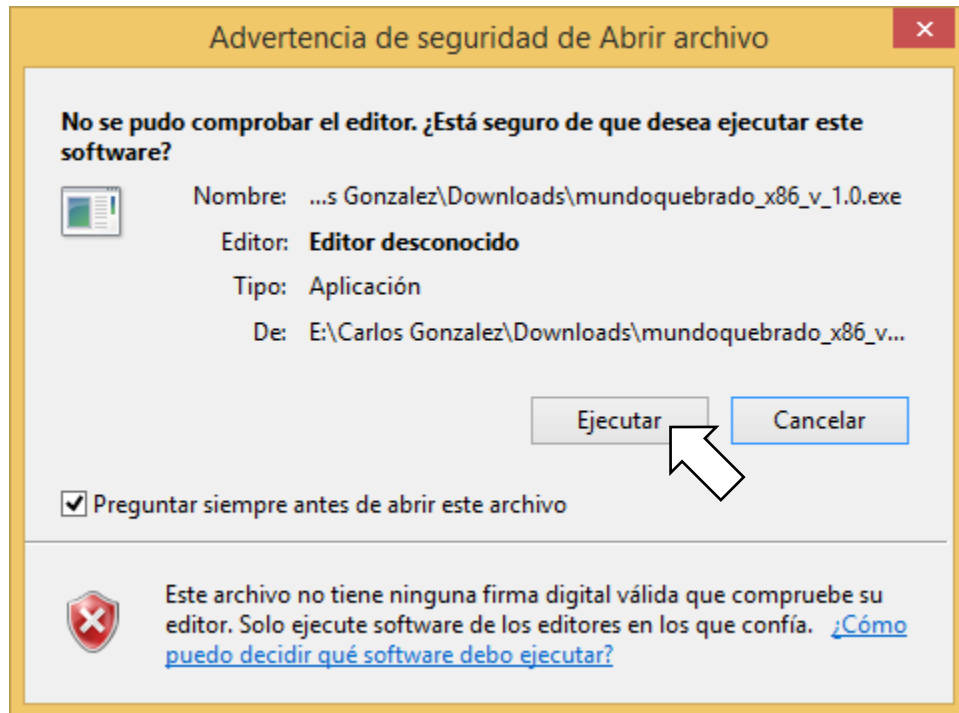 Advertencia de seguridad de Abrir archivo
No se pudo comprobar el editor. ¿Está seguro de que desea ejecutar este
software?
Nombre: ...s Gonzalez\Downloads\mundoquebrado_x86_v_1.0.exe
Editor: Editor desconocido
Tipo: Aplicación
De: E:\Carlos Gonzalez\Downloads\mundoquebrado_x86_v...
Ejecutar Cancelar
Preguntar siempre antes de abrir este archivo
Este archivo no tiene ninguna firma digital válida que compruebe su
editor. Solo ejecute software de los editores en los que confía. ¿Cómo
puedo decidir qué software debo ejecutar?